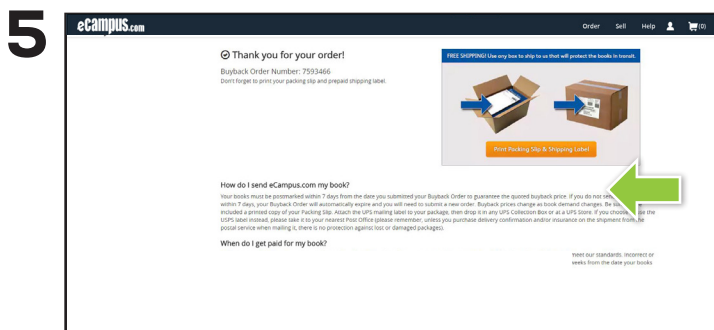 5
eCampus.com
Order Sell Help (0)
Thank you for your order!
Buyback Order Number: 7593466
Don't forget to print your packing slip and prepaid shipping label.
FREE SHIPPING! Use any box to ship to us that will protect the books in transit.
Print Packing Slip & Shipping Label
How do I send eCampus.com my book?
Your books must be postmarked within 7 days from the date you submitted your Buyback Order to guarantee the quoted buyback price. If you do not
within 7 days, your Buyback Order will automatically expire and you will need to submit a new order. Buyback prices change as book demand changes. Be
included a printed copy of your Packing Slip. Attach the UPS mailing label to your package, then drop it in any UPS Collection Box or at a UPS Store. If you the
USPS label instead, please take it to your nearest Post Office (please remember, unless you purchase delivery confirmation and/or insurance on the shipment from the
postal service when mailing it, there is no protection against lost or damaged packages).
When do I get paid for my book?
meet our standards. Incorrect or
weeks from the date your books